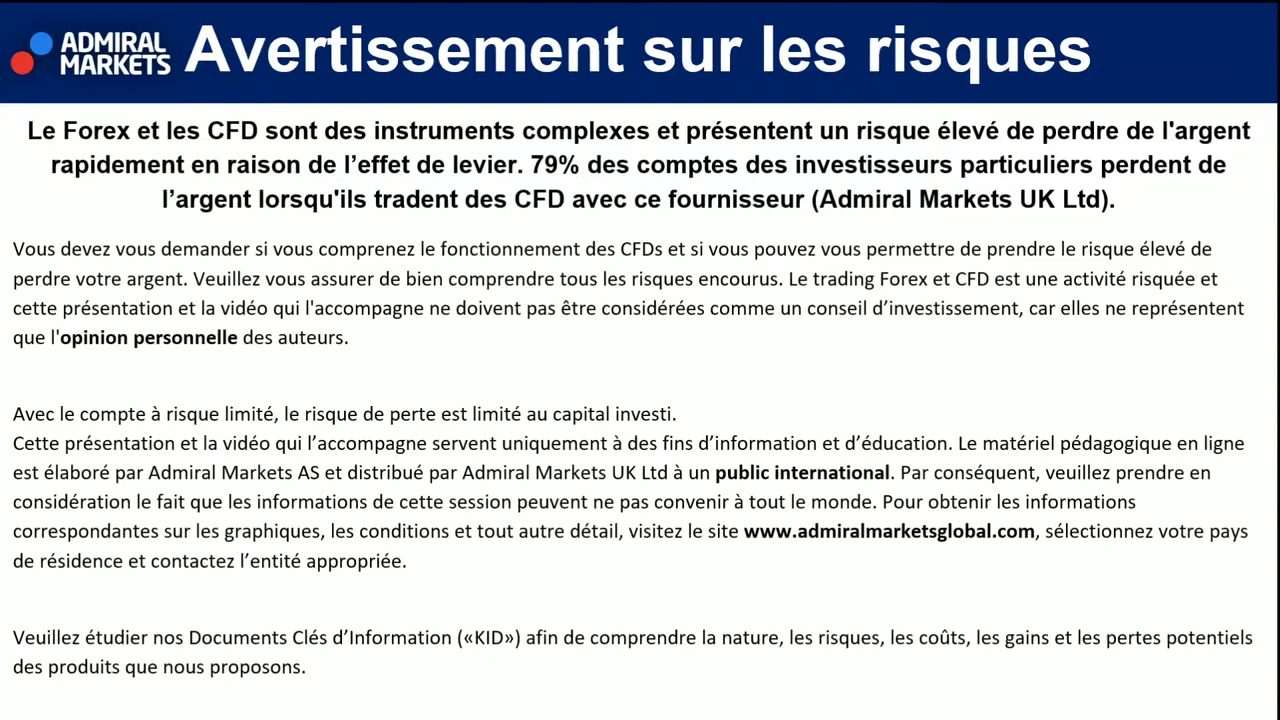 ADMIRAL
MARKETS
Avertissement sur les risques
Le Forex et les CFD sont des instruments complexes et présentent un risque élevé de perdre de l'argent
rapidement en raison de l’effet de levier. 79% des comptes des investisseurs particuliers perdent de
l’argent lorsqu'ils tradent des CFD avec ce fournisseur (Admiral Markets UK Ltd).
Vous devez vous demander si vous comprenez le fonctionnement des CFDs et si vous pouvez vous permettre de prendre le risque élevé de
perdre votre argent. Veuillez vous assurer de bien comprendre tous les risques encourus. Le trading Forex et CFD est une activité risquée et
cette présentation et la vidéo qui l'accompagne ne doivent pas être considérées comme un conseil d’investissement, car elles ne représentent
que l'opinion personnelle des auteurs.
Avec le compte à risque limité, le risque de perte est limité au capital investi.
Cette présentation et la vidéo qui l’accompagne servent uniquement à des fins d’information et d’éducation. Le matériel pédagogique en ligne
est élaboré par Admiral Markets AS et distribué par Admiral Markets UK Ltd à un public international. Par conséquent, veuillez prendre en
considération le fait que les informations de cette session peuvent ne pas convenir à tout le monde. Pour obtenir les informations
correspondantes sur les graphiques, les conditions et tout autre détail, visitez le site www.admiralmarketsglobal.com, sélectionnez votre pays
de résidence et contactez l’entité appropriée.
Veuillez étudier nos Documents Clés d’Information («KID») afin de comprendre la nature, les risques, les coûts, les gains et les pertes potentiels
des produits que nous proposons.